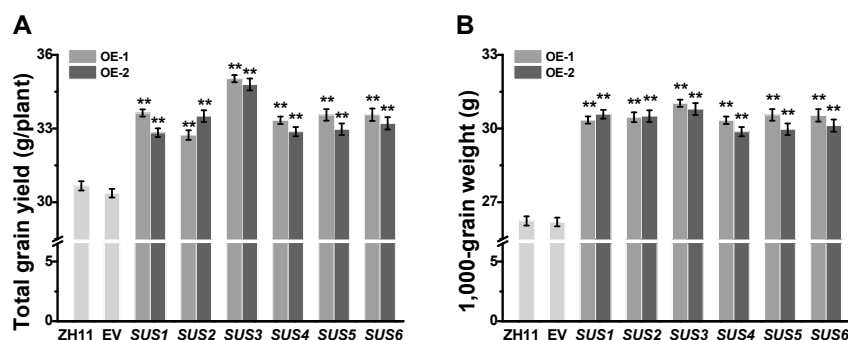 A
Total grain yield (g/plant)
36
33
30
5
0
OE-1
OE-2
** ** ** ** ** ** ** ** ** ** ** **
ZH11 EV SUS1 SUS2 SUS3 SUS4 SUS5 SUS6
B
1,000-grain weight (g)
33
30
27
5
0
OE-1
OE-2
** ** ** ** ** ** ** ** ** ** ** **
ZH11 EV SUS1 SUS2 SUS3 SUS4 SUS5 SUS6